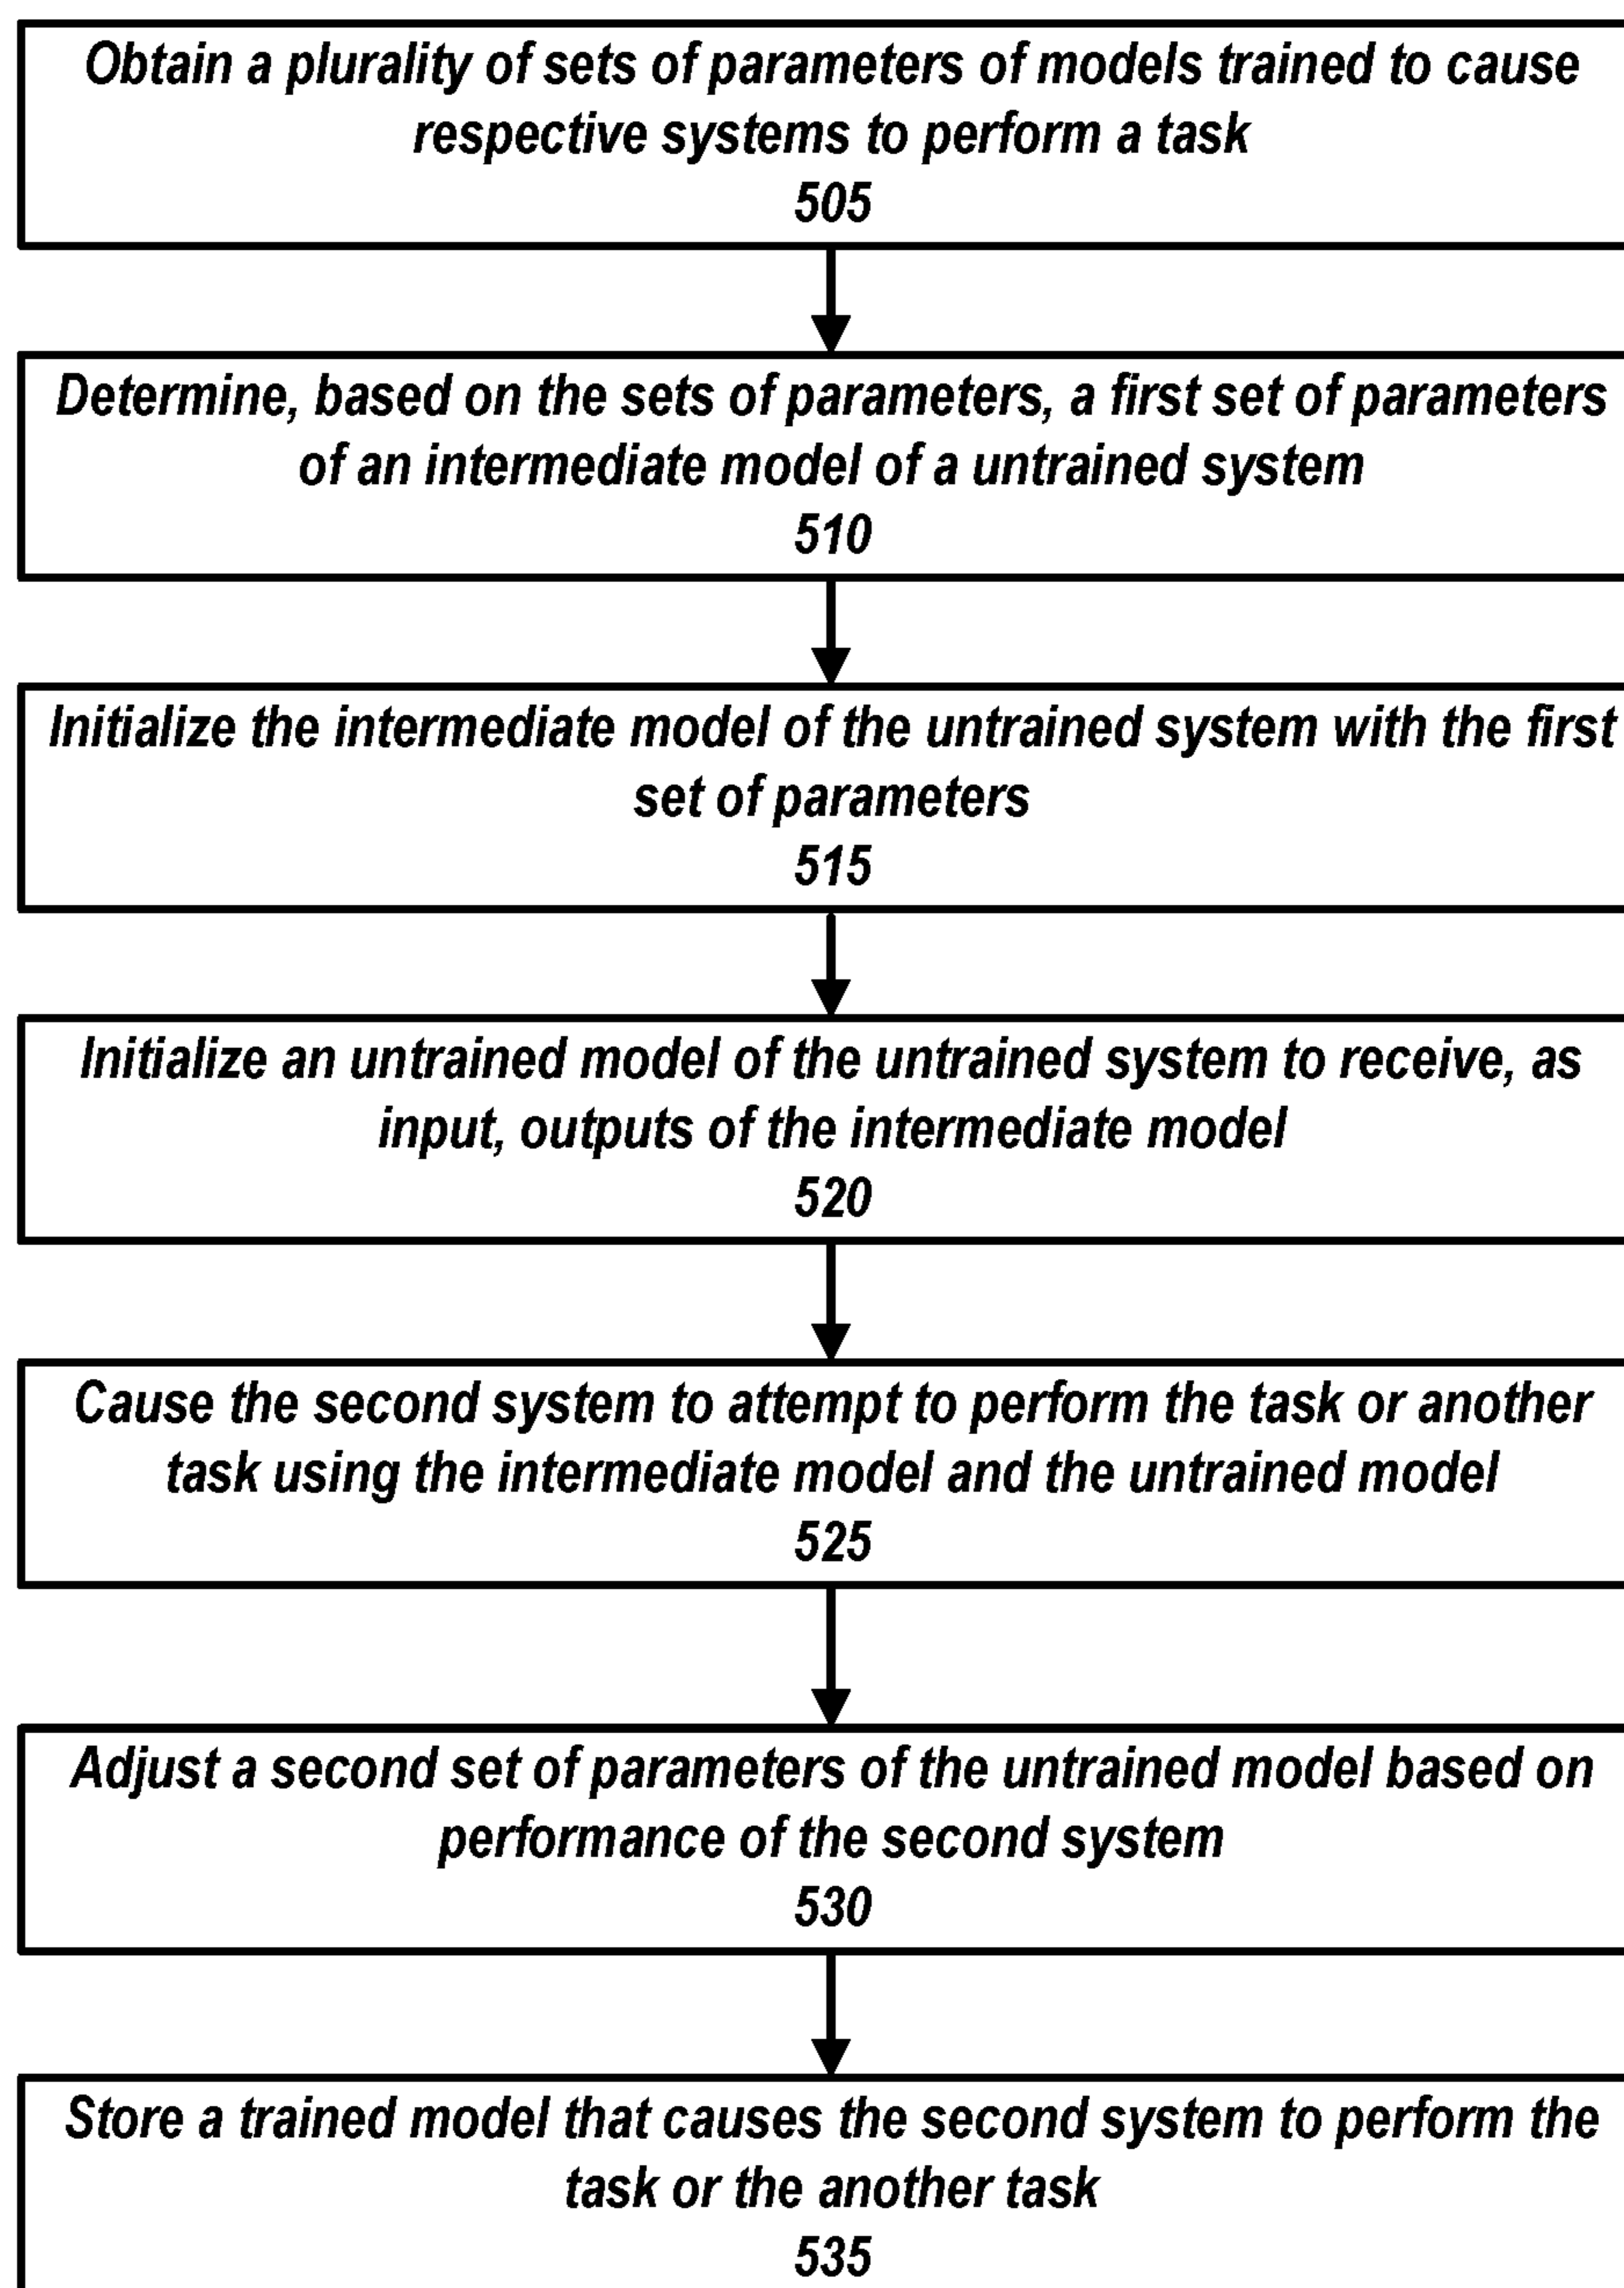 Obtain a plurality of sets of parameters of models trained to cause
respective systems to perform a task
505
Determine, based on the sets of parameters, a first set of parameters
of an intermediate model of a untrained system
510
Initialize the intermediate model of the untrained system with the first
set of parameters
515
Initialize an untrained model of the untrained system to receive, as
input, outputs of the intermediate model
520
Cause the second system to attempt to perform the task or another
task using the intermediate model and the untrained model
525
Adjust a second set of parameters of the untrained model based on
performance of the second system
530
Store a trained model that causes the second system to perform the
task or the another task
535